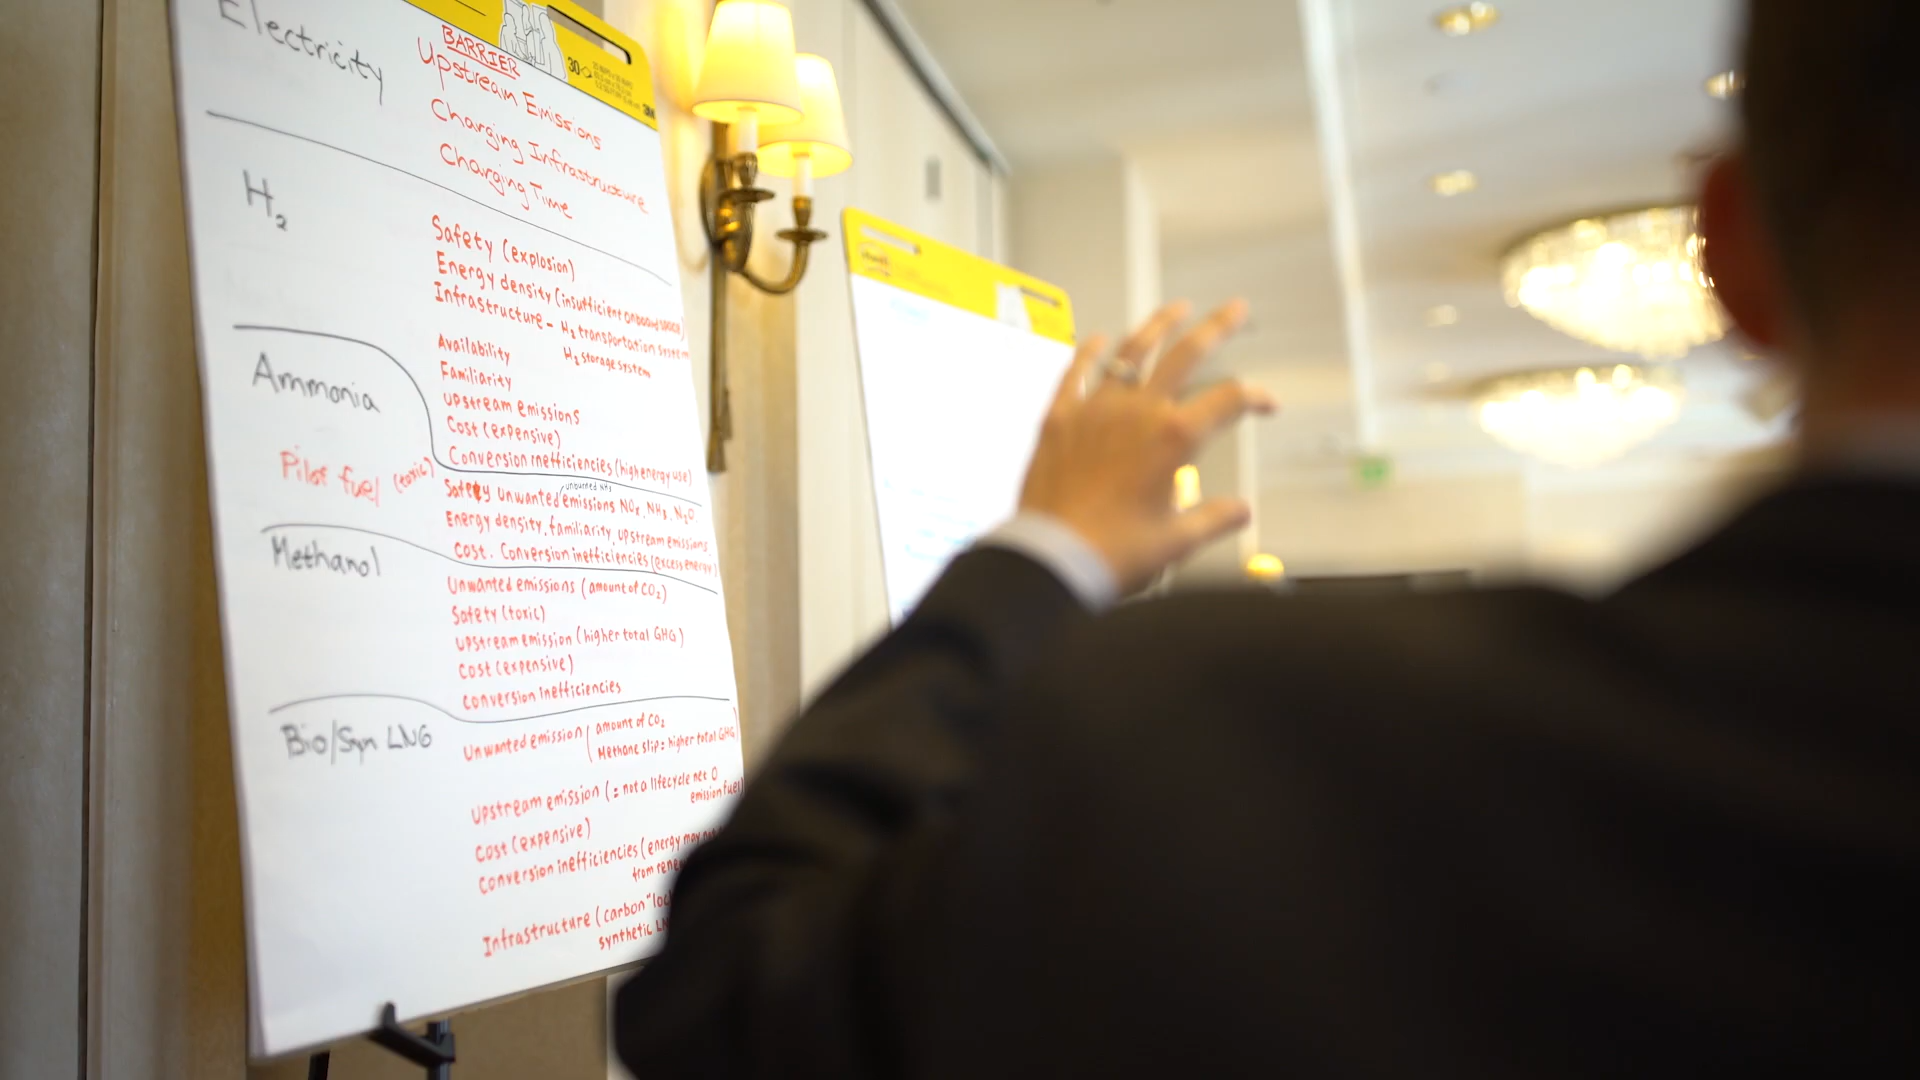 Electricity
BARRIER
Upstream Emissions
Charging Infrastructure
Charging Time
H₂
Safety (explosion)
Energy density (insufficient onboard space)
Infrastructure - H₂ transportation system
H₂ storage system
Availability
Familiarity
upstream emissions
Cost (expensive)
Conversion inefficiencies (high energy use)
Ammonia
Pilot fuel (toxic)
Safety unwanted emissions NOx, NH₃, N₂O
Energy density, familiarity, upstream emissions,
cost. Conversion inefficiencies (excess energy)
Methanol
Unwanted emissions (amount of CO₂)
Safety (toxic)
upstream emission (higher total GHG)
Cost (expensive)
conversion inefficiencies
Bio/Syn LNG
Unwanted emission ( amount of CO₂
Methane slip = higher total GHG)
Upstream emission (= not a lifecycle net 0
emission fuel)
Cost (expensive)
Conversion inefficiencies (energy may not
from
Infrastructure (carbon "
synthetic
30
3M